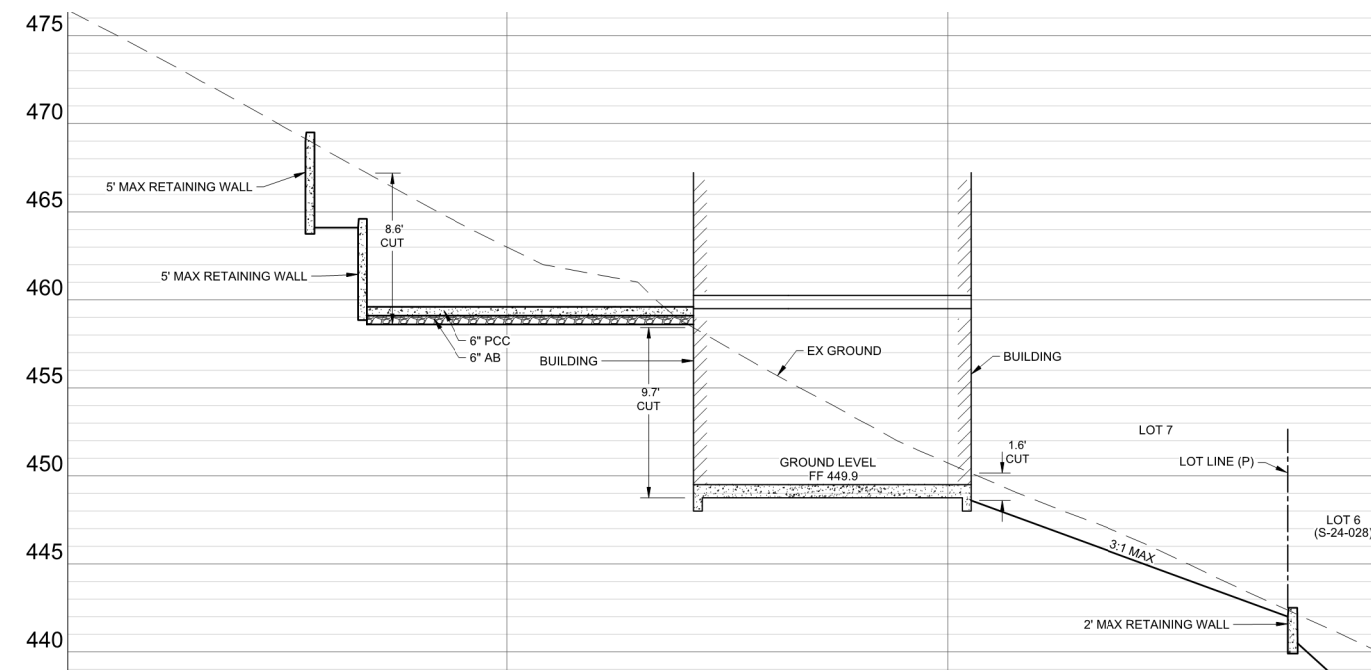 475
470
5' MAX RETAINING WALL
465
8.6'
CUT
5' MAX RETAINING WALL
460
6" PCC
6" AB
BUILDING
EX GROUND
BUILDING
455
9.7'
CUT
LOT 7
1.6'
CUT
450
GROUND LEVEL
FF 449.9
LOT LINE (P)
LOT 6
(S-24-028)
445
3:1 MAX
2' MAX RETAINING WALL
440